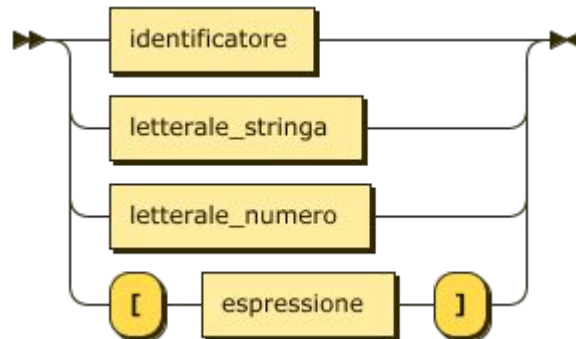 identificatore
letterale_stringa
letterale_numero
[ espressione ]